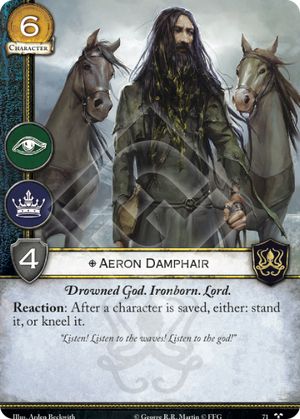 6
CHARACTER
4
AERON DAMPHAIR
Drowned God. Ironborn. Lord.
Reaction: After a character is saved, either: stand
it, or kneel it.
"Listen! Listen to the waves! Listen to the god!"
Illus. Arden Beckwith © George R.R. Martin © FFG 71